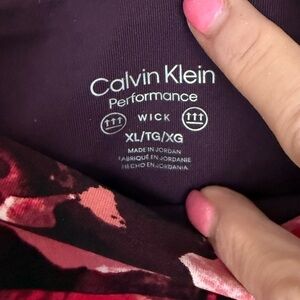 Calvin Klein
Performance
WICK
XL/TG/XG
MADE IN JORDAN
FABRIQUÉ EN JORDANIE
HECHO EN JORDANIA